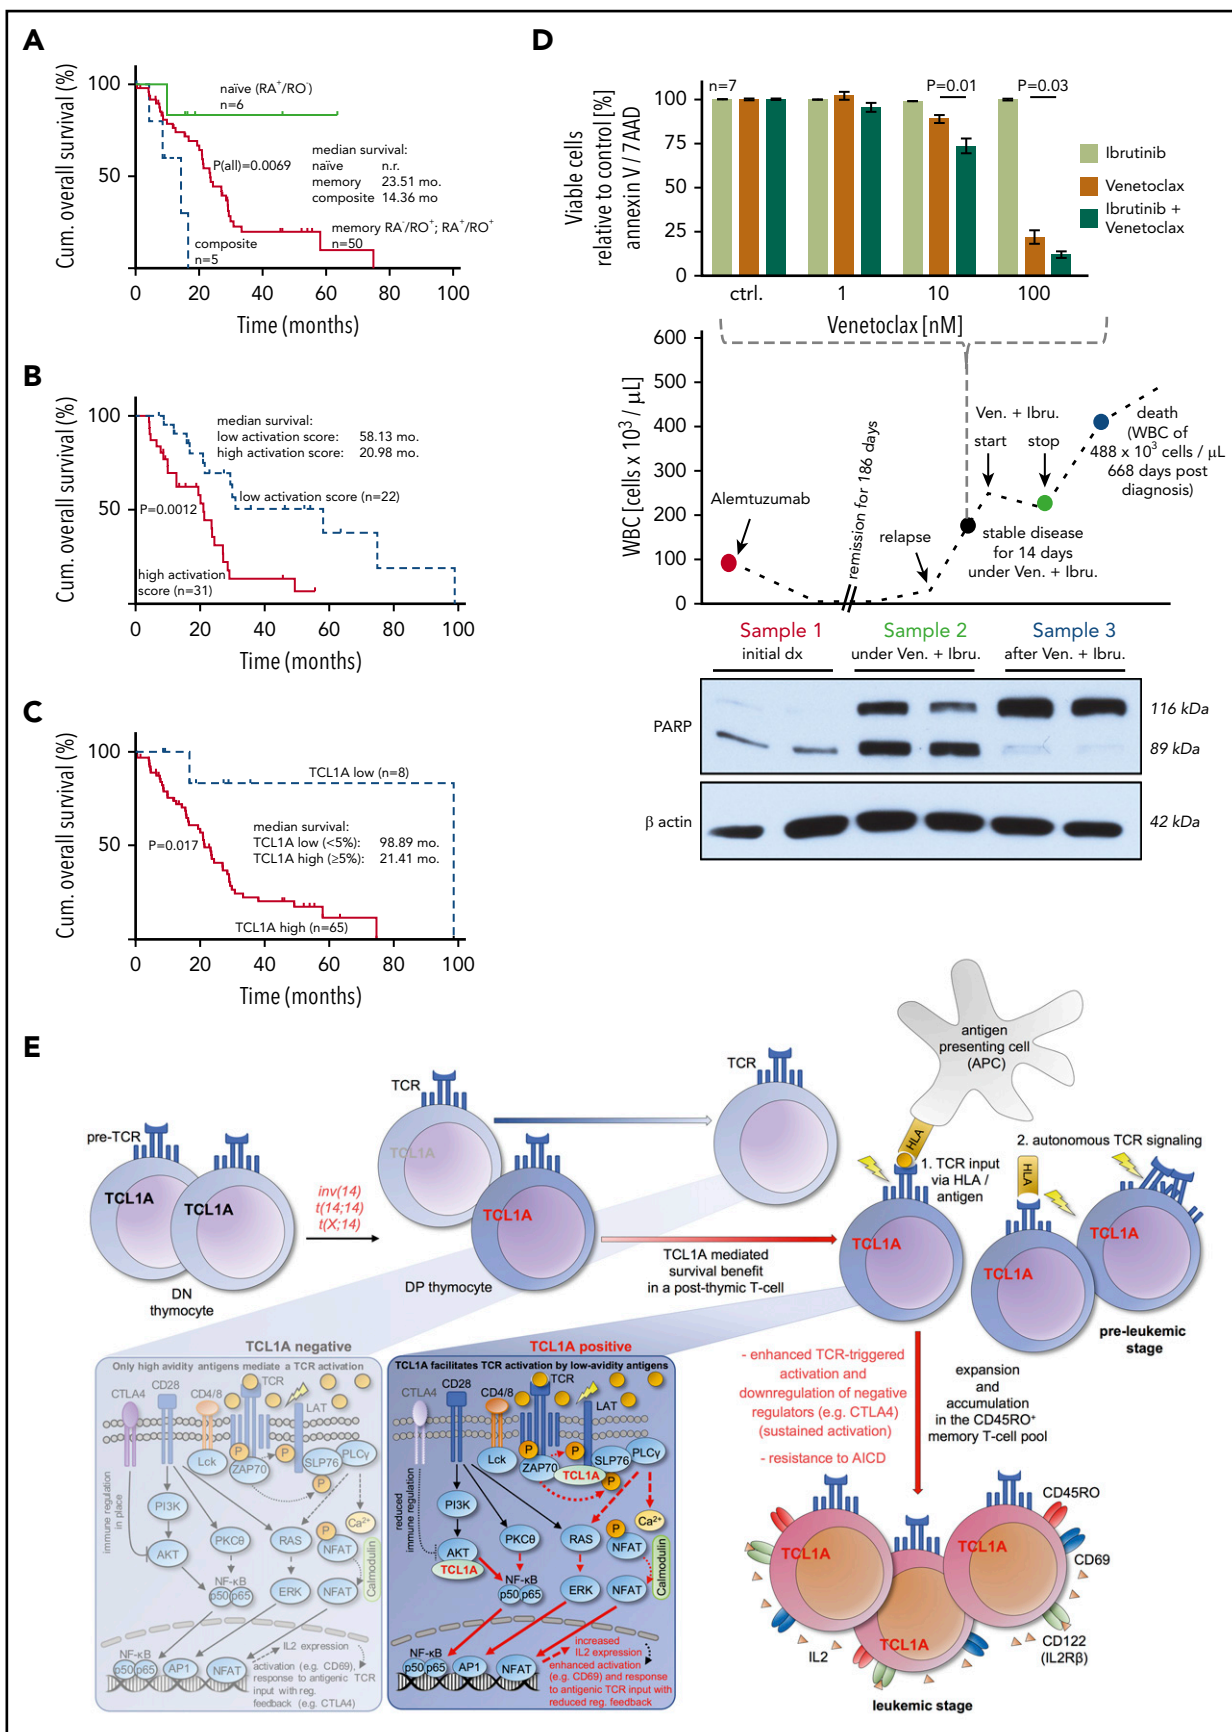 A
Cum. overall survival (%)
100
50
naïve (RA⁺/RO⁻)
n=6
P(all)=0.0069
median survival:
naïve n.r.
memory 23.51 mo.
composite 14.36 mo
composite
n=5
memory RA⁻/RO⁺; RA⁺/RO⁺
n=50
0 20 40 60 80 100
Time (months)
B
Cum. overall survival (%)
100
50
0
median survival:
low activation score: 58.13 mo.
high activation score: 20.98 mo.
low activation score (n=22)
P=0.0012
high activation
score (n=31)
0 20 40 60 80 100
Time (months)
C
Cum. overall survival (%)
100
50
TCL1A low (n=8)
median survival:
TCL1A low (<5%): 98.89 mo.
TCL1A high (≥5%): 21.41 mo.
P=0.017
TCL1A high (n=65)
0 20 40 60 80 100
Time (months)
D
Viable cells
relative to control [%]
annexin V / 7AAD
100
75
50
25
0
n=7
P=0.01
P=0.03
Ibrutinib
Venetoclax
Ibrutinib +
Venetoclax
ctrl. 1 10 100
Venetoclax [nM]
WBC [cells x 10³ / μL]
600
500
400
300
200
100
0
Alemtuzumab
remission for 186 days
relapse
Ven. + Ibru.
start
stop
stable disease
for 14 days
under Ven. + Ibru.
death
(WBC of
488 x 10³ cells / μL
668 days post
diagnosis)
Sample 1
initial dx
Sample 2
under Ven. + Ibru.
Sample 3
after Ven. + Ibru.
PARP
116 kDa
89 kDa
β actin
42 kDa
E
pre-TCR
TCL1A
TCL1A
DN
thymocyte
inv(14)
t(14;14)
t(X;14)
TCR
TCL1A
TCL1A
DP thymocyte
TCR
TCL1A mediated
survival benefit
in a post-thymic T-cell
antigen
presenting cell
(APC)
HLA
1. TCR input
via HLA /
antigen
TCL1A
2. autonomous TCR signaling
HLA
TCL1A
TCL1A
pre-leukemic
stage
TCL1A negative
Only high avidity antigens mediate a TCR activation
CTLA4
CD28
CD4/8
TCR
LAT
Lck
P
ZAP70
P
SLP76
PLCγ
P
immune regulation
in place
PI3K
AKT
PKCθ
RAS
Ca²⁺
P
NFAT
Calmodulin
NF-κB
p50 p65
ERK
NFAT
NF-κB
p50 p65
AP1
NFAT
IL2 expression
activation (e.g. CD69),
response to antigenic TCR
input with reg.
feedback (e.g. CTLA4)
TCL1A positive
TCL1A facilitates TCR activation by low-avidity antigens
CTLA4
CD28
CD4/8
TCR
LAT
Lck
P
ZAP70
P
TCL1A
SLP76
PLCγ
P
reduced
immune regulation
PI3K
AKT
TCL1A
PKCθ
RAS
Ca²⁺
P
NFAT
Calmodulin
NF-κB
p50 p65
ERK
NFAT
NF-κB
p50 p65
AP1
NFAT
increased
IL2 expression
enhanced activation
(e.g. CD69) and response
to antigenic TCR input with
reduced reg. feedback
- enhanced TCR-triggered
activation and
downregulation of negative
regulators (e.g. CTLA4)
(sustained activation)
- resistance to AICD
expansion
and
accumulation
in the CD45RO⁺
memory T-cell pool
CD45RO
CD69
CD122
(IL2Rβ)
IL2
TCL1A
TCL1A
TCL1A
leukemic stage